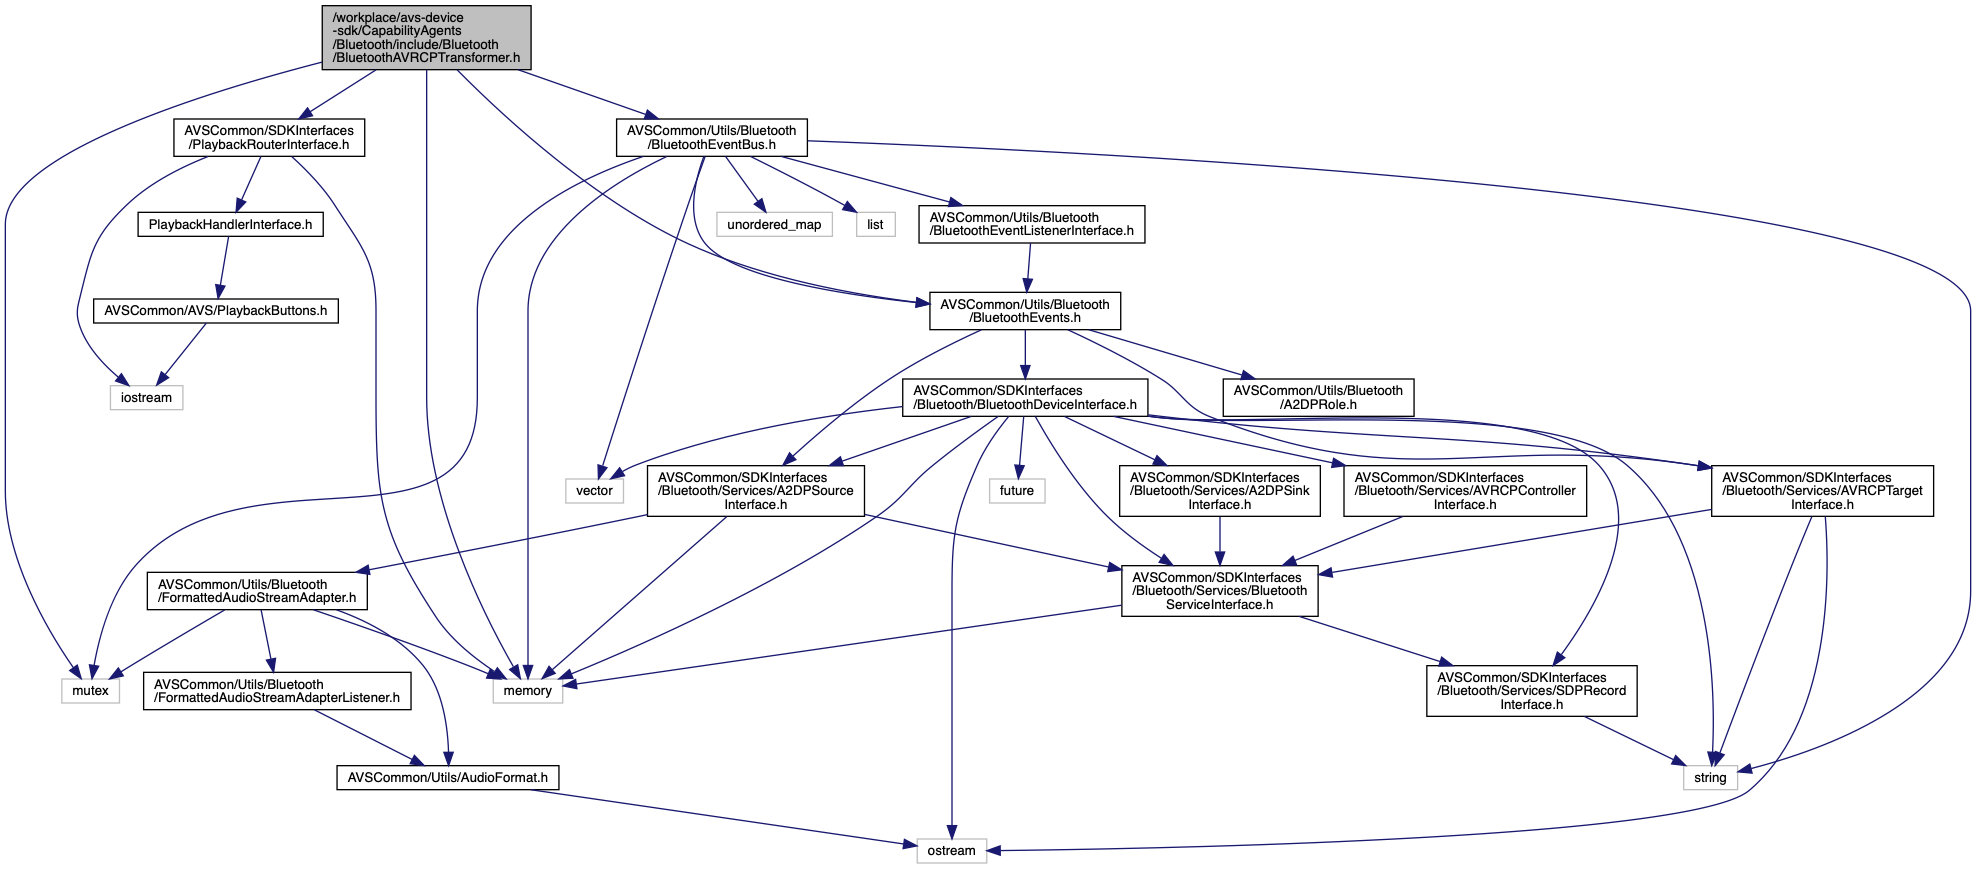 /workplace/avs-device
-sdk/CapabilityAgents
/Bluetooth/include/Bluetooth
/BluetoothAVRCPTransformer.h
AVSCommon/SDKInterfaces
/PlaybackRouterInterface.h
AVSCommon/Utils/Bluetooth
/BluetoothEventBus.h
PlaybackHandlerInterface.h
unordered_map
list
AVSCommon/Utils/Bluetooth
/BluetoothEventListenerInterface.h
AVSCommon/AVS/PlaybackButtons.h
AVSCommon/Utils/Bluetooth
/BluetoothEvents.h
iostream
AVSCommon/SDKInterfaces
/Bluetooth/BluetoothDeviceInterface.h
AVSCommon/Utils/Bluetooth
/A2DPRole.h
vector
AVSCommon/SDKInterfaces
/Bluetooth/Services/A2DPSource
Interface.h
future
AVSCommon/SDKInterfaces
/Bluetooth/Services/A2DPSink
Interface.h
AVSCommon/SDKInterfaces
/Bluetooth/Services/AVRCPController
Interface.h
AVSCommon/SDKInterfaces
/Bluetooth/Services/AVRCPTarget
Interface.h
AVSCommon/Utils/Bluetooth
/FormattedAudioStreamAdapter.h
AVSCommon/SDKInterfaces
/Bluetooth/Services/Bluetooth
ServiceInterface.h
mutex
AVSCommon/Utils/Bluetooth
/FormattedAudioStreamAdapterListener.h
memory
AVSCommon/SDKInterfaces
/Bluetooth/Services/SDPRecord
Interface.h
AVSCommon/Utils/AudioFormat.h
string
ostream